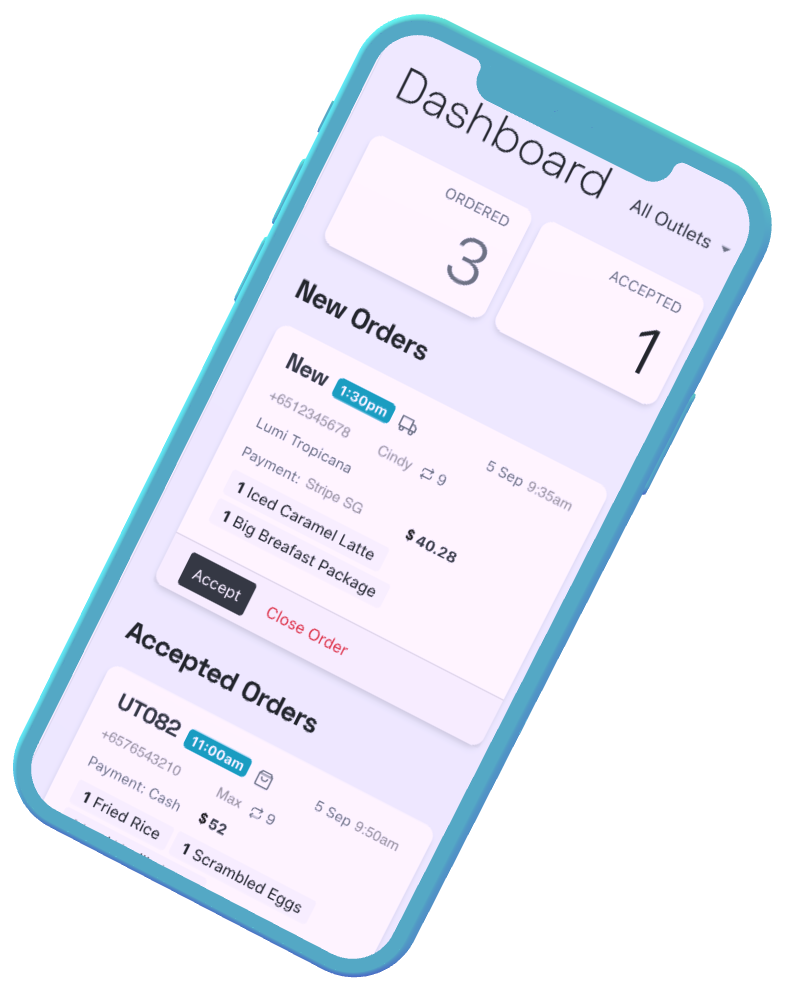 Dashboard
All Outlets
ORDERED
3
ACCEPTED
1
New Orders
New 1:30pm
5 Sep 9:35am
+6512345678 Cindy 9
Lumi Tropicana
Payment: Stripe SG
$40.28
1 Iced Caramel Latte
1 Big Breafast Package
Accept Close Order
Accepted Orders
UT082 11:00am
5 Sep 9:50am
+6576543210 Max 9
Payment: Cash $52
1 Fried Rice 1 Scrambled Eggs